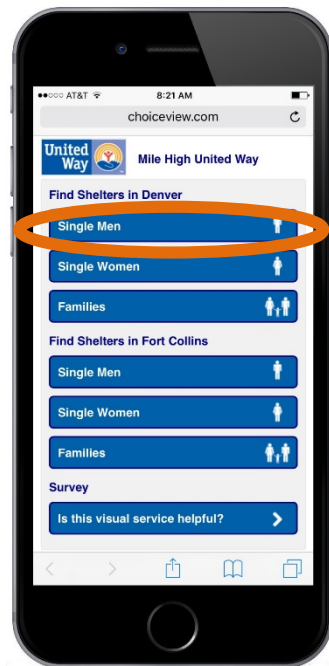 AT&T
8:21 AM
choiceview.com
United
Way
Mile High United Way
Find Shelters in Denver
Single Men
Single Women
Families
Find Shelters in Fort Collins
Single Men
Single Women
Families
Survey
Is this visual service helpful?